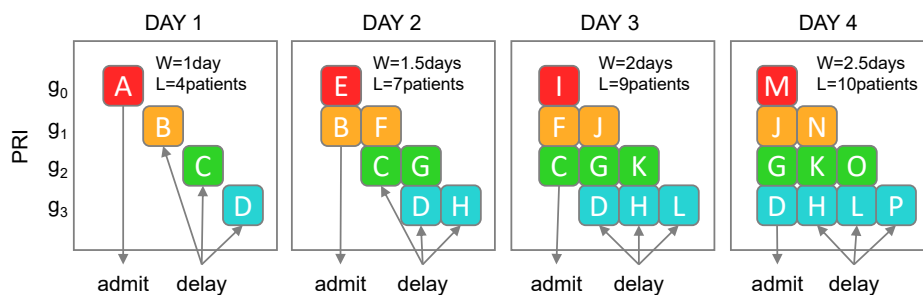 DAY 1
DAY 2
DAY 3
DAY 4
PRI
g0
g1
g2
g3
W=1day
L=4patients
A
B
C
D
admit
delay
W=1.5days
L=7patients
E
B F
C G
D H
admit
delay
W=2days
L=9patients
I
F J
C G K
D H L
admit
delay
W=2.5days
L=10patients
M
J N
G K O
D H L P
admit
delay